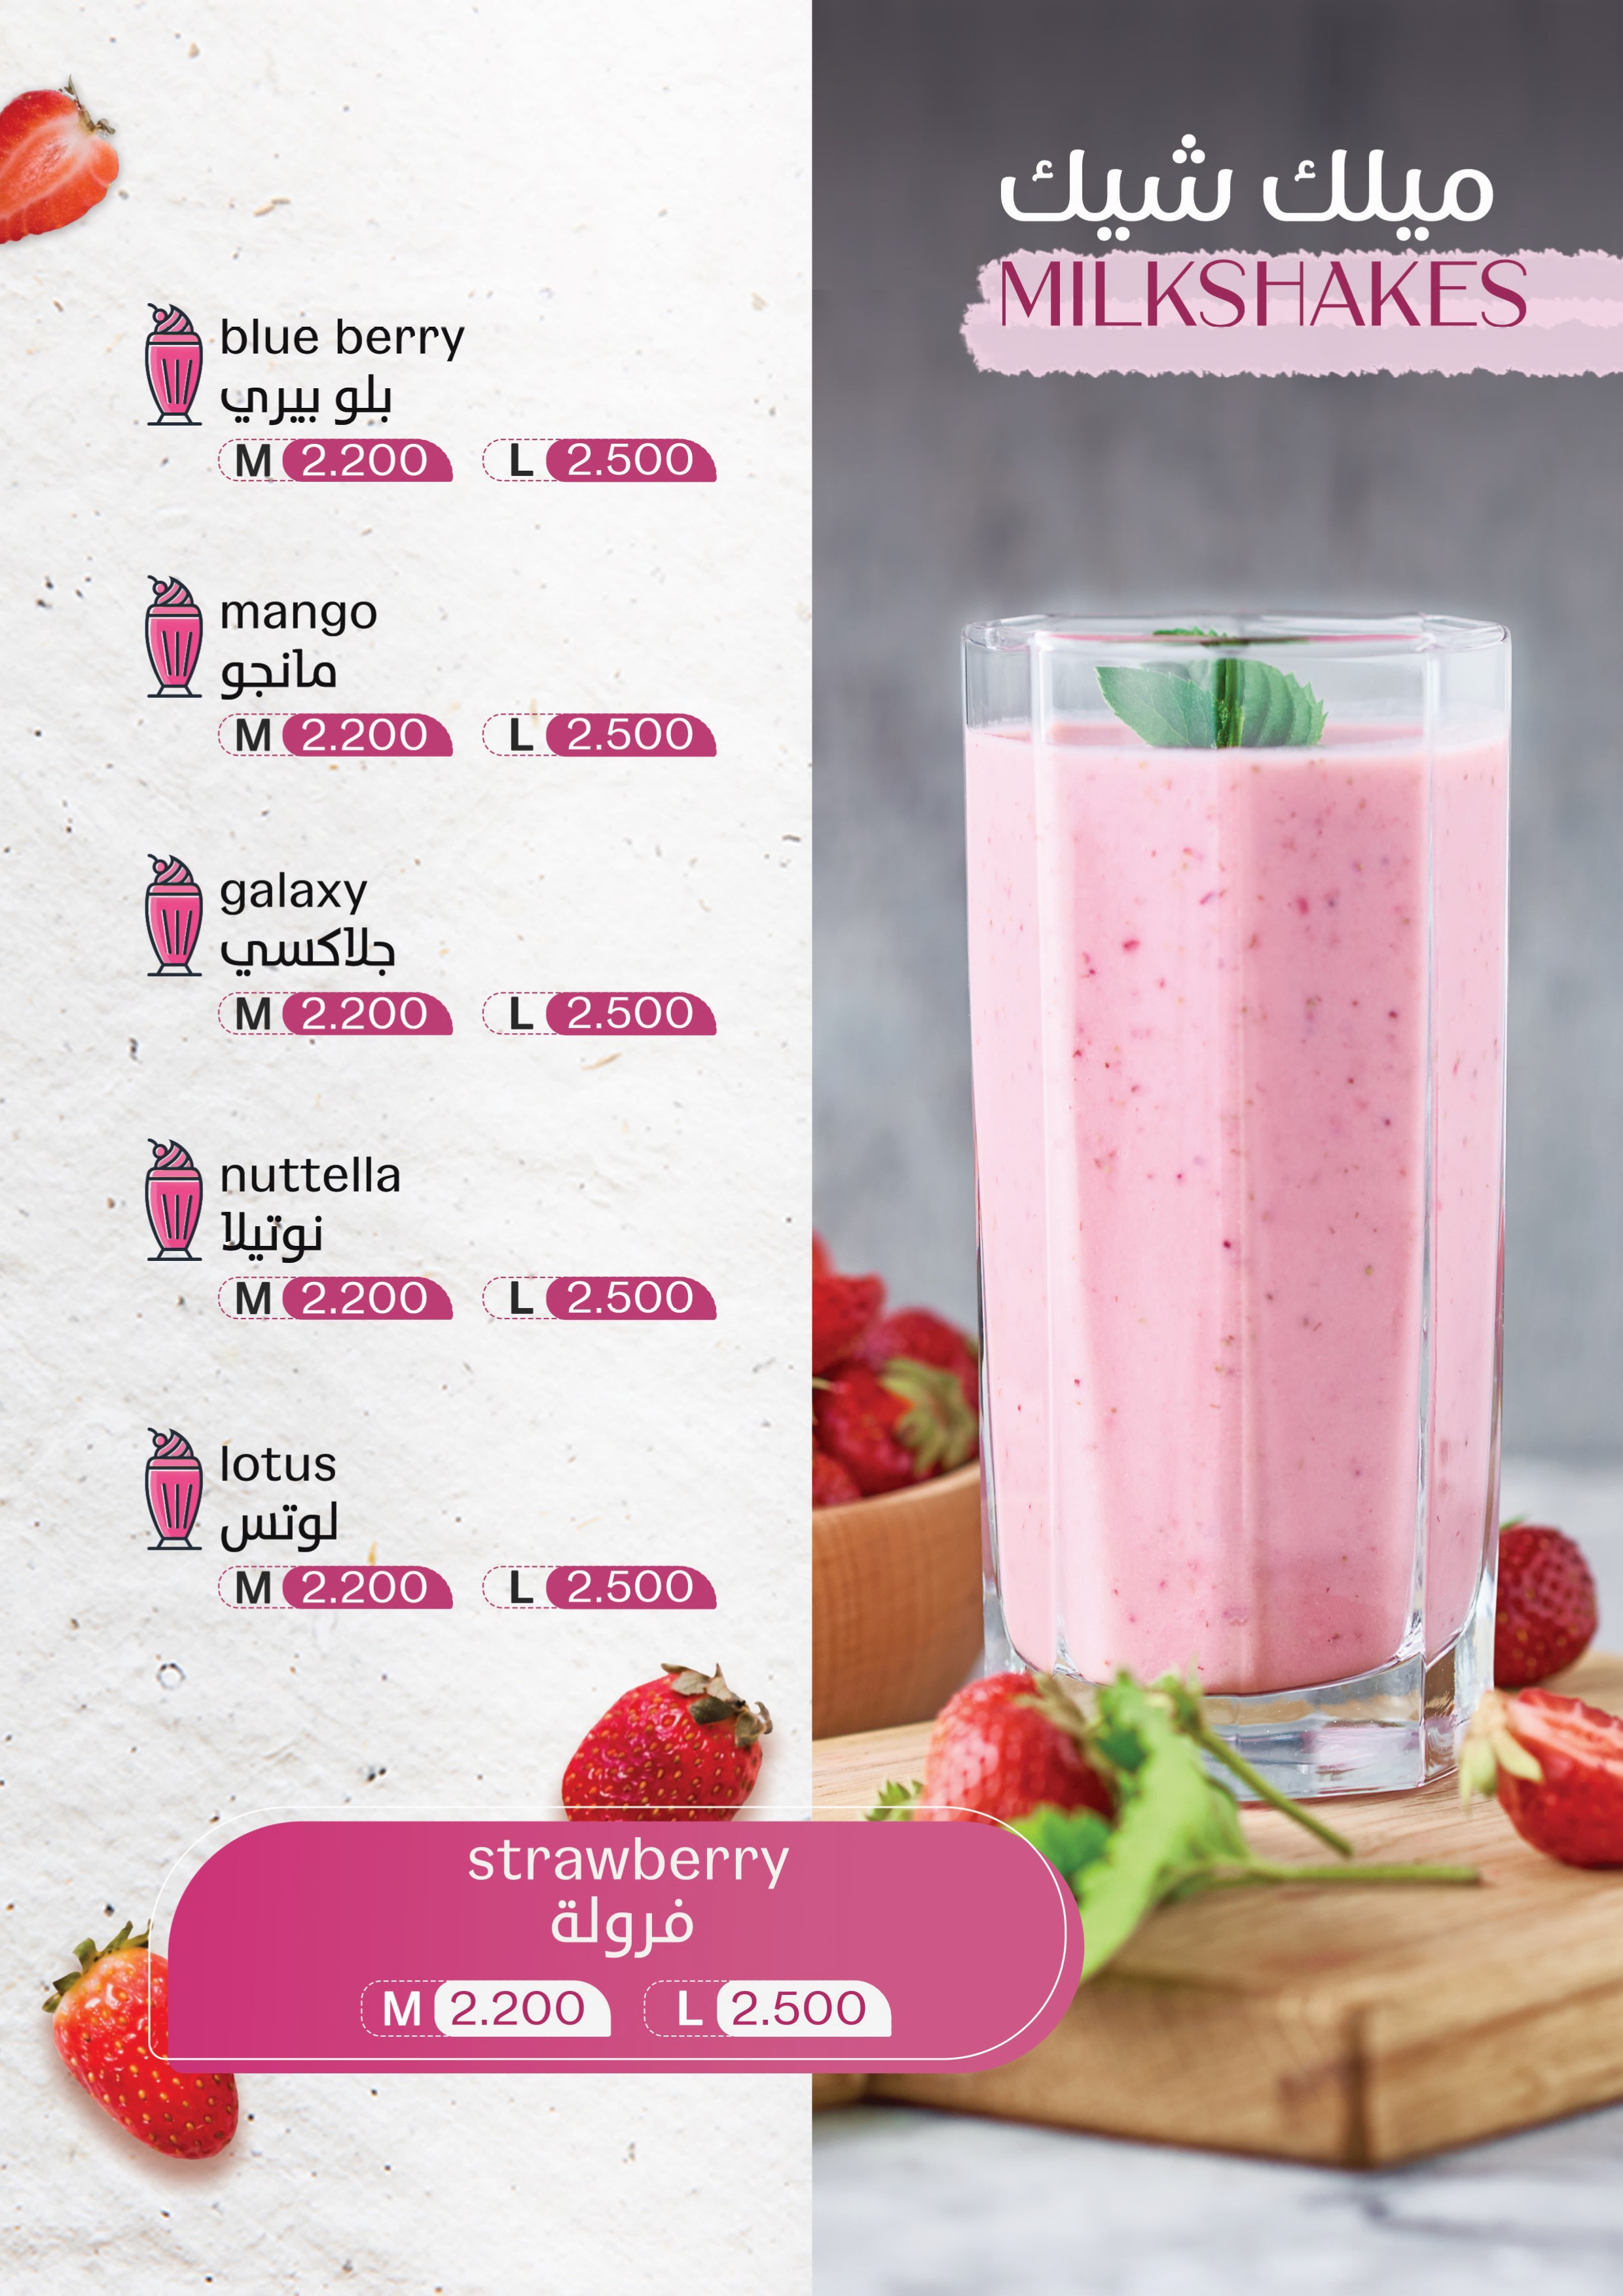 ميلك شيك
MILKSHAKES
blue berry
بلو بيري
M 2.200 L 2.500
mango
مانجو
M 2.200 L 2.500
galaxy
جلاكسي
M 2.200 L 2.500
nuttella
نوتيلا
M 2.200 L 2.500
lotus
لوتس
M 2.200 L 2.500
strawberry
فرولة
M 2.200 L 2.500